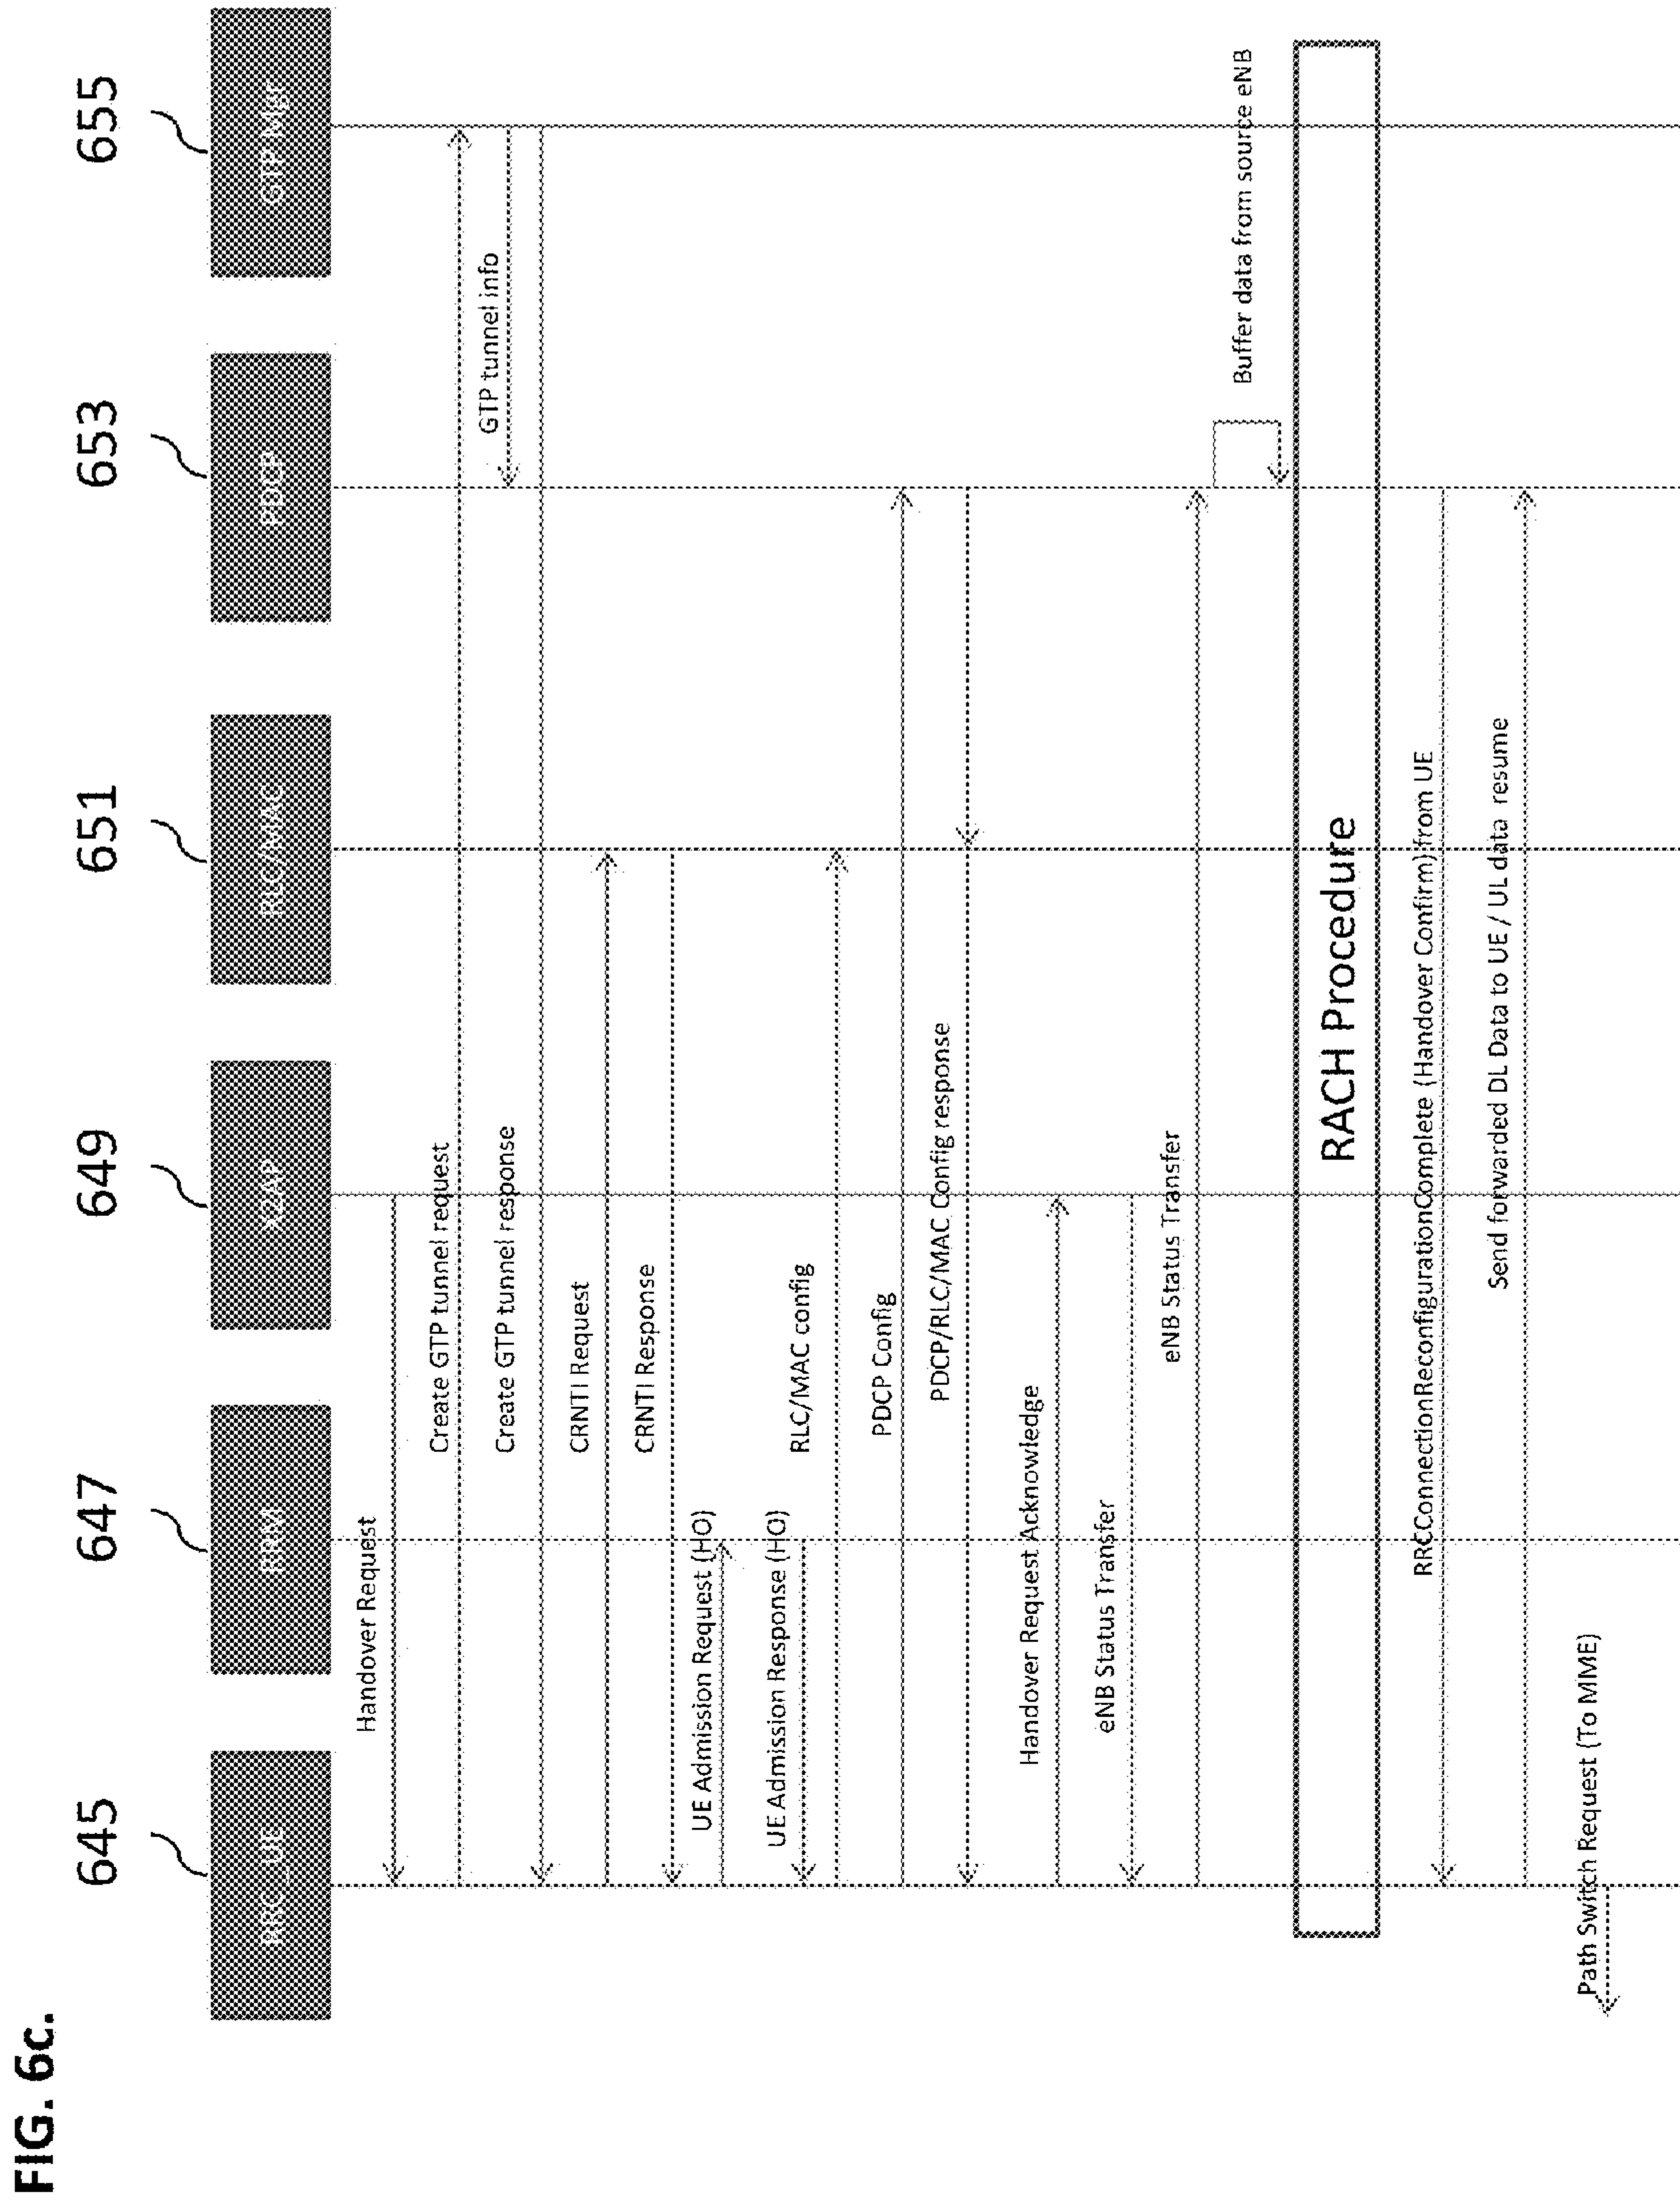 FIG. 6c.
645
647
649
651
653
655
RRC_UE
RRM
X2AP
RLC/MAC
PDCP
GTP Mgr
Handover Request
Create GTP tunnel request
GTP tunnel info
Create GTP tunnel response
CRNTI Request
CRNTI Response
UE Admission Request (HO)
UE Admission Response (HO)
RLC/MAC config
PDCP Config
PDCP/RLC/MAC Config response
Handover Request Acknowledge
eNB Status Transfer
eNB Status Transfer
Buffer data from source eNB
RACH Procedure
RRCConnectionReconfigurationComplete (Handover Confirm) from UE
Send forwarded DL Data to UE / UL data resume
Path Switch Request (To MME)